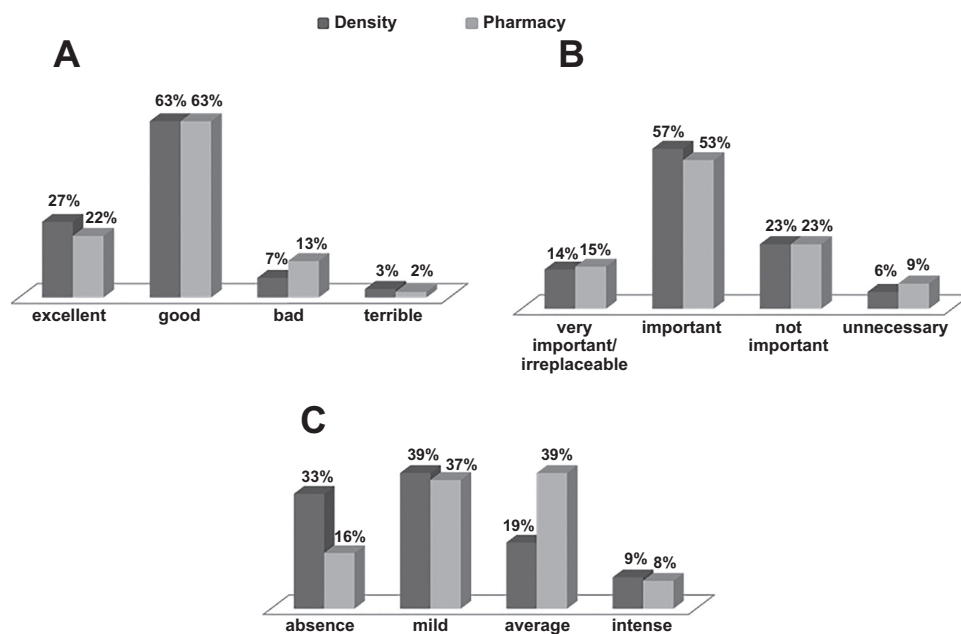 Density Pharmacy
A
63% 63%
27%
22%
7%
13%
3%
2%
excellent good bad terrible
B
57%
53%
14%
15%
23% 23%
6%
9%
very
important/
irreplaceable
important
not
important
unnecessary
C
33%
16%
39%
37%
19%
39%
9%
8%
absence mild average intense